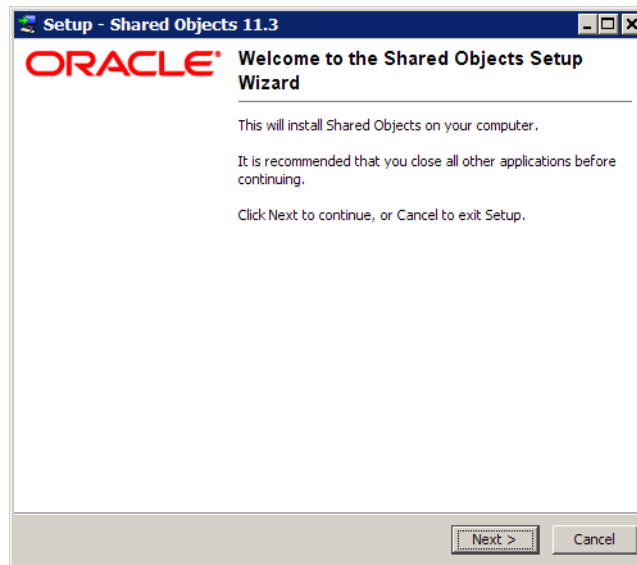 Setup - Shared Objects 11.3
ORACLE®
Welcome to the Shared Objects Setup
Wizard
This will install Shared Objects on your computer.
It is recommended that you close all other applications before
continuing.
Click Next to continue, or Cancel to exit Setup.
Next >
Cancel